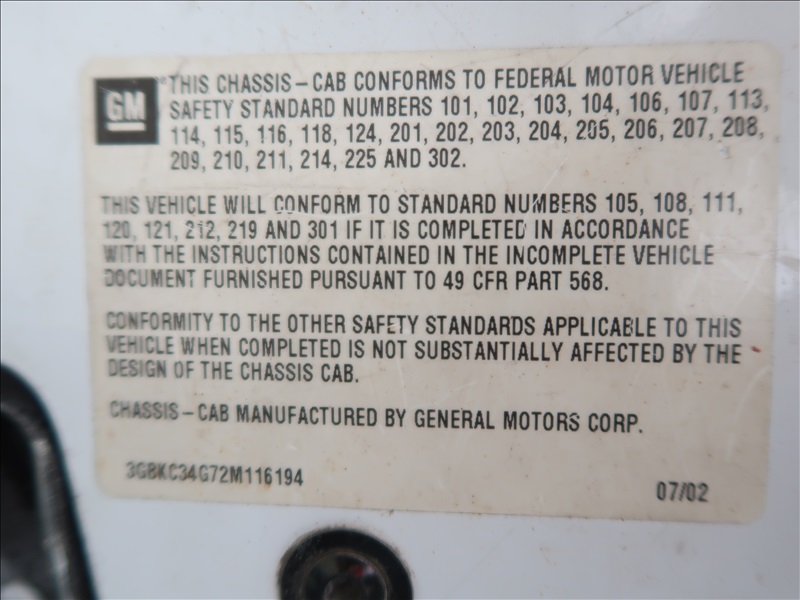 GM
THIS CHASSIS-CAB CONFORMS TO FEDERAL MOTOR VEHICLE
SAFETY STANDARD NUMBERS 101, 102, 103, 104, 106, 107, 113,
114, 115, 116, 118, 124, 201, 202, 203, 204, 205, 206, 207, 208,
209, 210, 211, 214, 225 AND 302.
THIS VEHICLE WILL CONFORM TO STANDARD NUMBERS 105, 108, 111,
120, 121, 212, 219 AND 301 IF IT IS COMPLETED IN ACCORDANCE
WITH THE INSTRUCTIONS CONTAINED IN THE INCOMPLETE VEHICLE
DOCUMENT FURNISHED PURSUANT TO 49 CFR PART 568.
CONFORMITY TO THE OTHER SAFETY STANDARDS APPLICABLE TO THIS
VEHICLE WHEN COMPLETED IS NOT SUBSTANTIALLY AFFECTED BY THE
DESIGN OF THE CHASSIS CAB.
CHASSIS-CAB MANUFACTURED BY GENERAL MOTORS CORP.
3GBKC34G72M116194
07/02